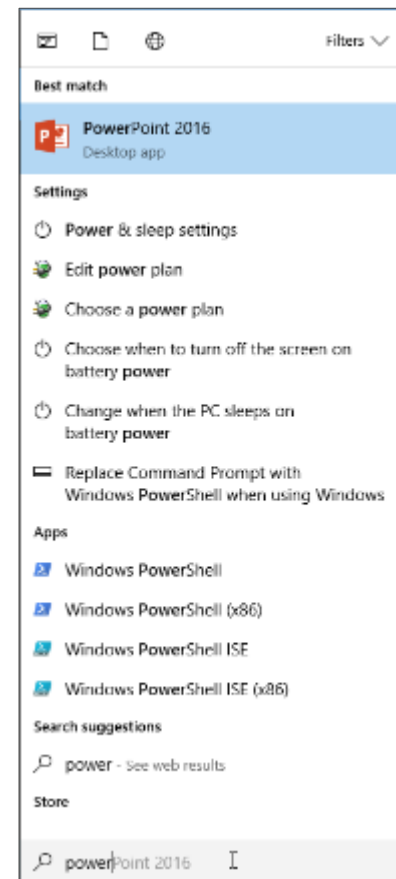 Filters
Best match
PowerPoint 2016
Desktop app
Settings
Power & sleep settings
Edit power plan
Choose a power plan
Choose when to turn off the screen on
battery power
Change when the PC sleeps on
battery power
Replace Command Prompt with
Windows PowerShell when using Windows
Apps
Windows PowerShell
Windows PowerShell (x86)
Windows PowerShell ISE
Windows PowerShell ISE (x86)
Search suggestions
power - See web results
Store
powerPoint 2016